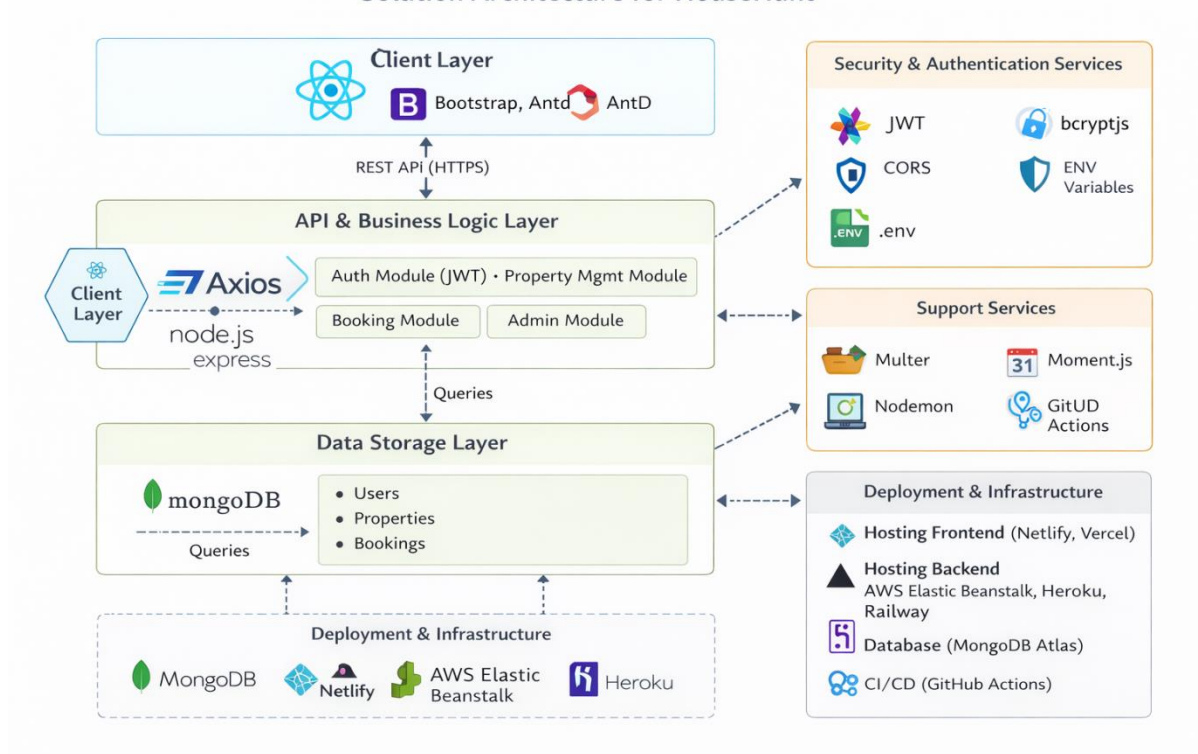 Solution Architecture for HouseHunt
Client Layer
B Bootstrap, Antd AntD
REST APi (HTTPS)
API & Business Logic Layer
Client
Layer
Axios
node.js
express
Auth Module (JWT) • Property Mgmt Module
Booking Module
Admin Module
Queries
Data Storage Layer
mongoDB
Queries
• Users
• Properties
• Bookings
Deployment & Infrastructure
MongoDB
Netlify
AWS Elastic
Beanstalk
Heroku
Security & Authentication Services
JWT
bcryptjs
CORS
ENV
Variables
.ENV .env
Support Services
Multer
31 Moment.js
Nodemon
GitUD
Actions
Deployment & Infrastructure
Hosting Frontend (Netlify, Vercel)
Hosting Backend
AWS Elastic Beanstalk, Heroku,
Railway
Database (MongoDB Atlas)
CI/CD (GitHub Actions)